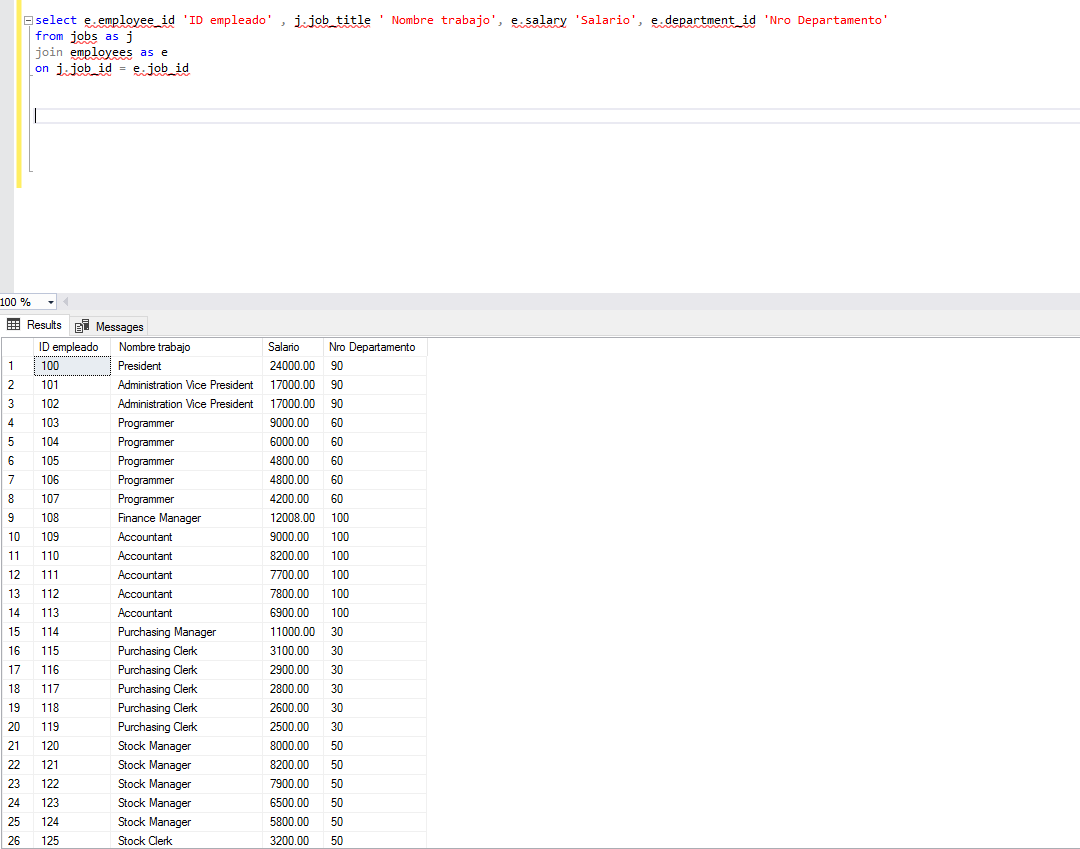 select e.employee_id 'ID empleado' , j.job_title ' Nombre trabajo', e.salary 'Salario', e.department_id 'Nro Departamento'
from jobs as j
join employees as e
on j.job_id = e.job_id
100 %
Results Messages
ID empleado Nombre trabajo Salario Nro Departamento
1 100 President 24000.00 90
2 101 Administration Vice President 17000.00 90
3 102 Administration Vice President 17000.00 90
4 103 Programmer 9000.00 60
5 104 Programmer 6000.00 60
6 105 Programmer 4800.00 60
7 106 Programmer 4800.00 60
8 107 Programmer 4200.00 60
9 108 Finance Manager 12008.00 100
10 109 Accountant 9000.00 100
11 110 Accountant 8200.00 100
12 111 Accountant 7700.00 100
13 112 Accountant 7800.00 100
14 113 Accountant 6900.00 100
15 114 Purchasing Manager 11000.00 30
16 115 Purchasing Clerk 3100.00 30
17 116 Purchasing Clerk 2900.00 30
18 117 Purchasing Clerk 2800.00 30
19 118 Purchasing Clerk 2600.00 30
20 119 Purchasing Clerk 2500.00 30
21 120 Stock Manager 8000.00 50
22 121 Stock Manager 8200.00 50
23 122 Stock Manager 7900.00 50
24 123 Stock Manager 6500.00 50
25 124 Stock Manager 5800.00 50
26 125 Stock Clerk 3200.00 50